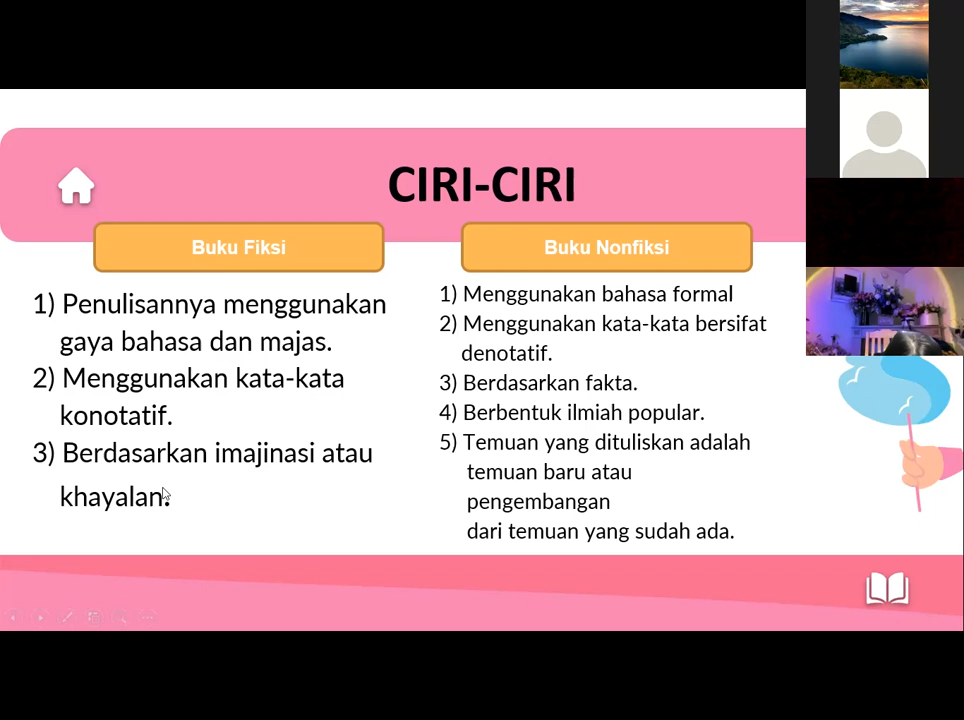 CIRI-CIRI
Buku Fiksi
1) Penulisannya menggunakan
gaya bahasa dan majas.
2) Menggunakan kata-kata
konotatif.
3) Berdasarkan imajinasi atau
khayalan.
Buku Nonfiksi
1) Menggunakan bahasa formal
2) Menggunakan kata-kata bersifat
denotatif.
3) Berdasarkan fakta.
4) Berbentuk ilmiah popular.
5) Temuan yang dituliskan adalah
temuan baru atau
pengembangan
dari temuan yang sudah ada.